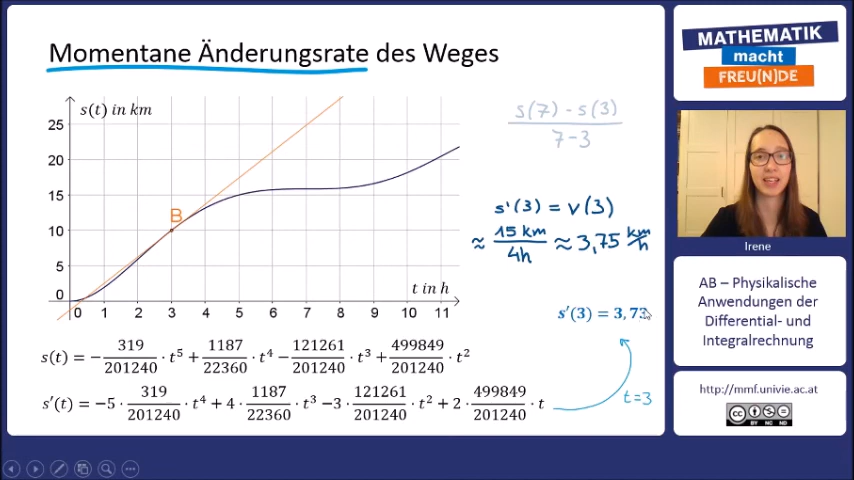 Momentane Änderungsrate des Weges
s(t) in km
25
20
15
10
5
0
B
t in h
0 1 2 3 4 5 6 7 8 9 10 11
s(7) - s(3)
7-3
s'(3) = v(3)
≈ 15 km / 4h ≈ 3,75 km/h
s′(3) = 3,73
t=3
s(t) = − 319/201240 · t⁵ + 1187/22360 · t⁴ − 121261/201240 · t³ + 499849/201240 · t²
s′(t) = −5 · 319/201240 · t⁴ + 4 · 1187/22360 · t³ −3 · 121261/201240 · t² + 2 · 499849/201240 · t
MATHEMATIK
macht
FREU(N)DE
Irene
AB – Physikalische
Anwendungen der
Differential- und
Integralrechnung
http://mmf.univie.ac.at
cc
BY NC ND